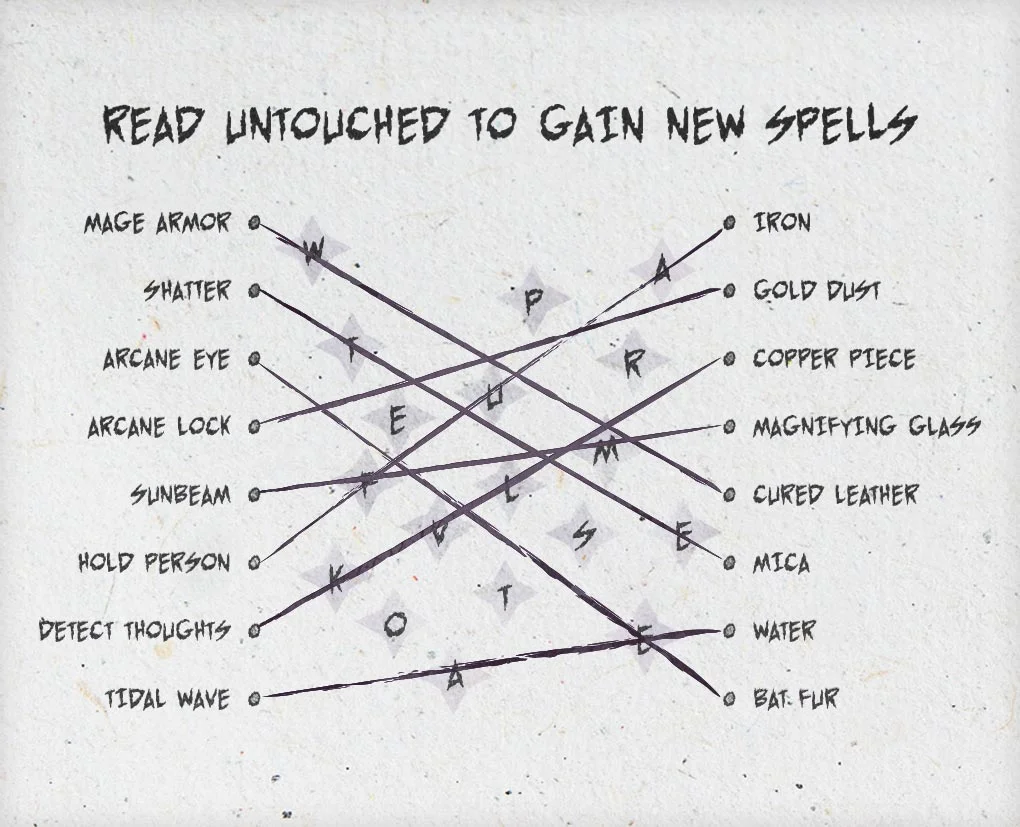 READ UNTOUCHED TO GAIN NEW SPELLS
MAGE ARMOR
IRON
W
A
SHATTER
GOLD DUST
P
T
ARCANE EYE
COPPER PIECE
R
U
E
ARCANE LOCK
MAGNIFYING GLASS
M
F
L
SUNBEAM
CURED LEATHER
S
E
HOLD PERSON
MICA
K
T
O
DETECT THOUGHTS
WATER
E
A
TIDAL WAVE
BAT FUR